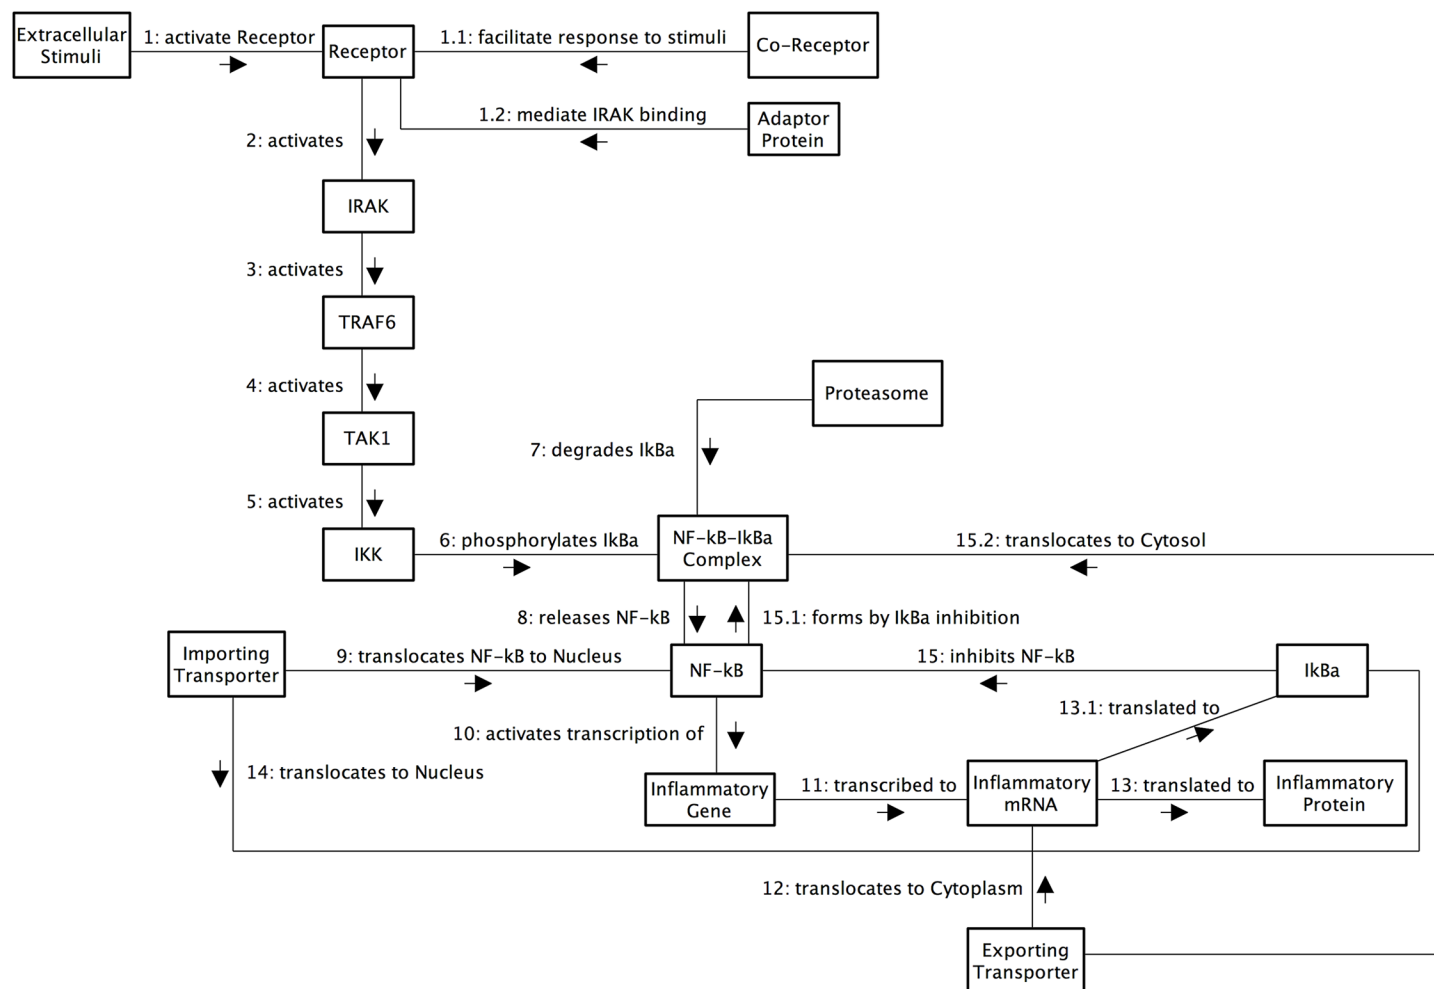 Extracellular
Stimuli
1: activate Receptor
Receptor
1.1: facilitate response to stimuli
Co-Receptor
1.2: mediate IRAK binding
Adaptor
Protein
2: activates
IRAK
3: activates
TRAF6
4: activates
TAK1
Proteasome
7: degrades IkBa
5: activates
IKK
6: phosphorylates IkBa
NF-kB-IkBa
Complex
15.2: translocates to Cytosol
8: releases NF-kB
15.1: forms by IkBa inhibition
Importing
Transporter
9: translocates NF-kB to Nucleus
NF-kB
15: inhibits NF-kB
IkBa
13.1: translated to
10: activates transcription of
14: translocates to Nucleus
Inflammatory
Gene
11: transcribed to
Inflammatory
mRNA
13: translated to
Inflammatory
Protein
12: translocates to Cytoplasm
Exporting
Transporter